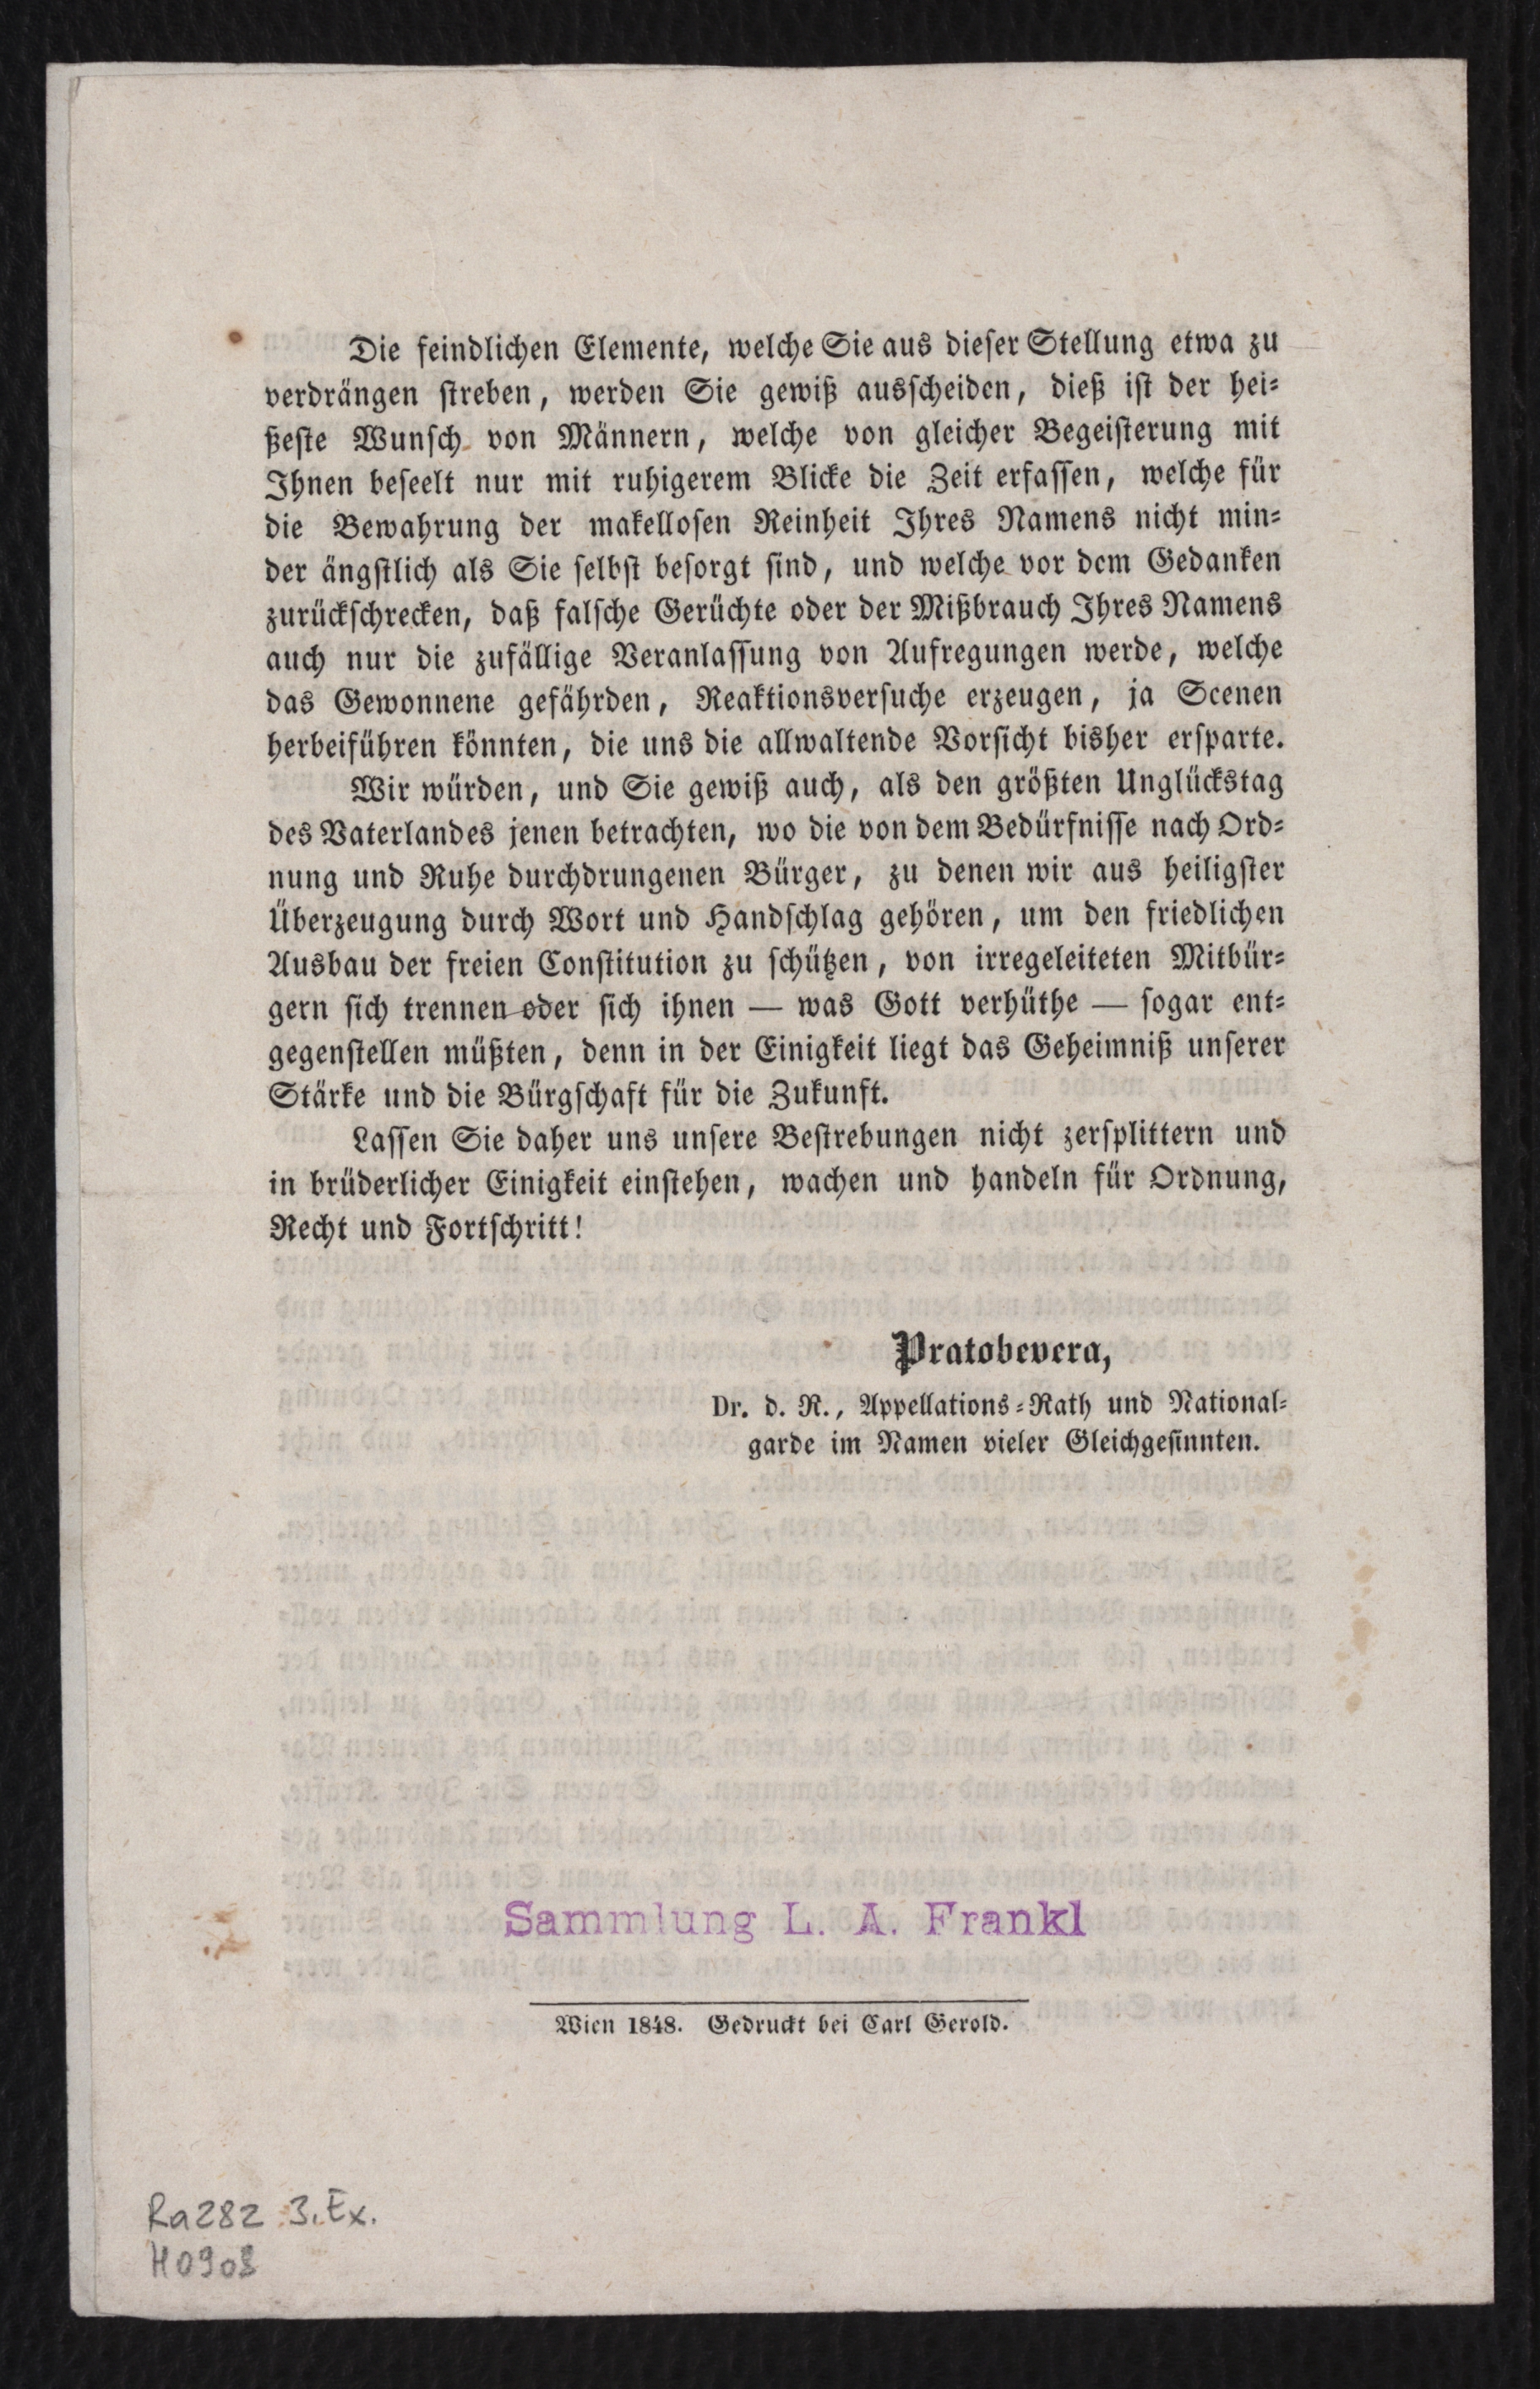 Die feindlichen Elemente, welche Sie aus dieser Stellung etwa zu
verdrängen streben, werden Sie gewiß ausscheiden, dieß ist der hei-
ßeste Wunsch von Männern, welche von gleicher Begeisterung mit
Ihnen beseelt nur mit ruhigerem Blicke die Zeit erfassen, welche für
die Bewahrung der makellosen Reinheit Ihres Namens nicht min-
der ängstlich als Sie selbst besorgt sind, und welche vor dem Gedanken
zurückschrecken, daß falsche Gerüchte oder der Mißbrauch Ihres Namens
auch nur die zufällige Veranlassung von Aufregungen werde, welche
das Gewonnene gefährden, Reaktionsversuche erzeugen, ja Scenen
herbeiführen könnten, die uns die allwaltende Vorsicht bisher ersparte.
Wir würden, und Sie gewiß auch, als den größten Unglückstag
des Vaterlandes jenen betrachten, wo die von dem Bedürfnisse nach Ord-
nung und Ruhe durchdrungenen Bürger, zu denen wir aus heiligster
Überzeugung durch Wort und Handschlag gehören, um den friedlichen
Ausbau der freien Constitution zu schützen, von irregeleiteten Mitbür-
gern sich trennen oder sich ihnen — was Gott verhüthe — sogar ent-
gegenstellen müßten, denn in der Einigkeit liegt das Geheimniß unserer
Stärke und die Bürgschaft für die Zukunft.
Lassen Sie daher uns unsere Bestrebungen nicht zersplittern und
in brüderlicher Einigkeit einstehen, wachen und handeln für Ordnung,
Recht und Fortschritt!
Pratobevera,
Dr. d. R., Appellations-Rath und National-
garde im Namen vieler Gleichgesinnten.
Sammlung L. A. Frankl
Wien 1848. Gedruckt bei Carl Gerold.
Ra282 3.Ex.
H0908